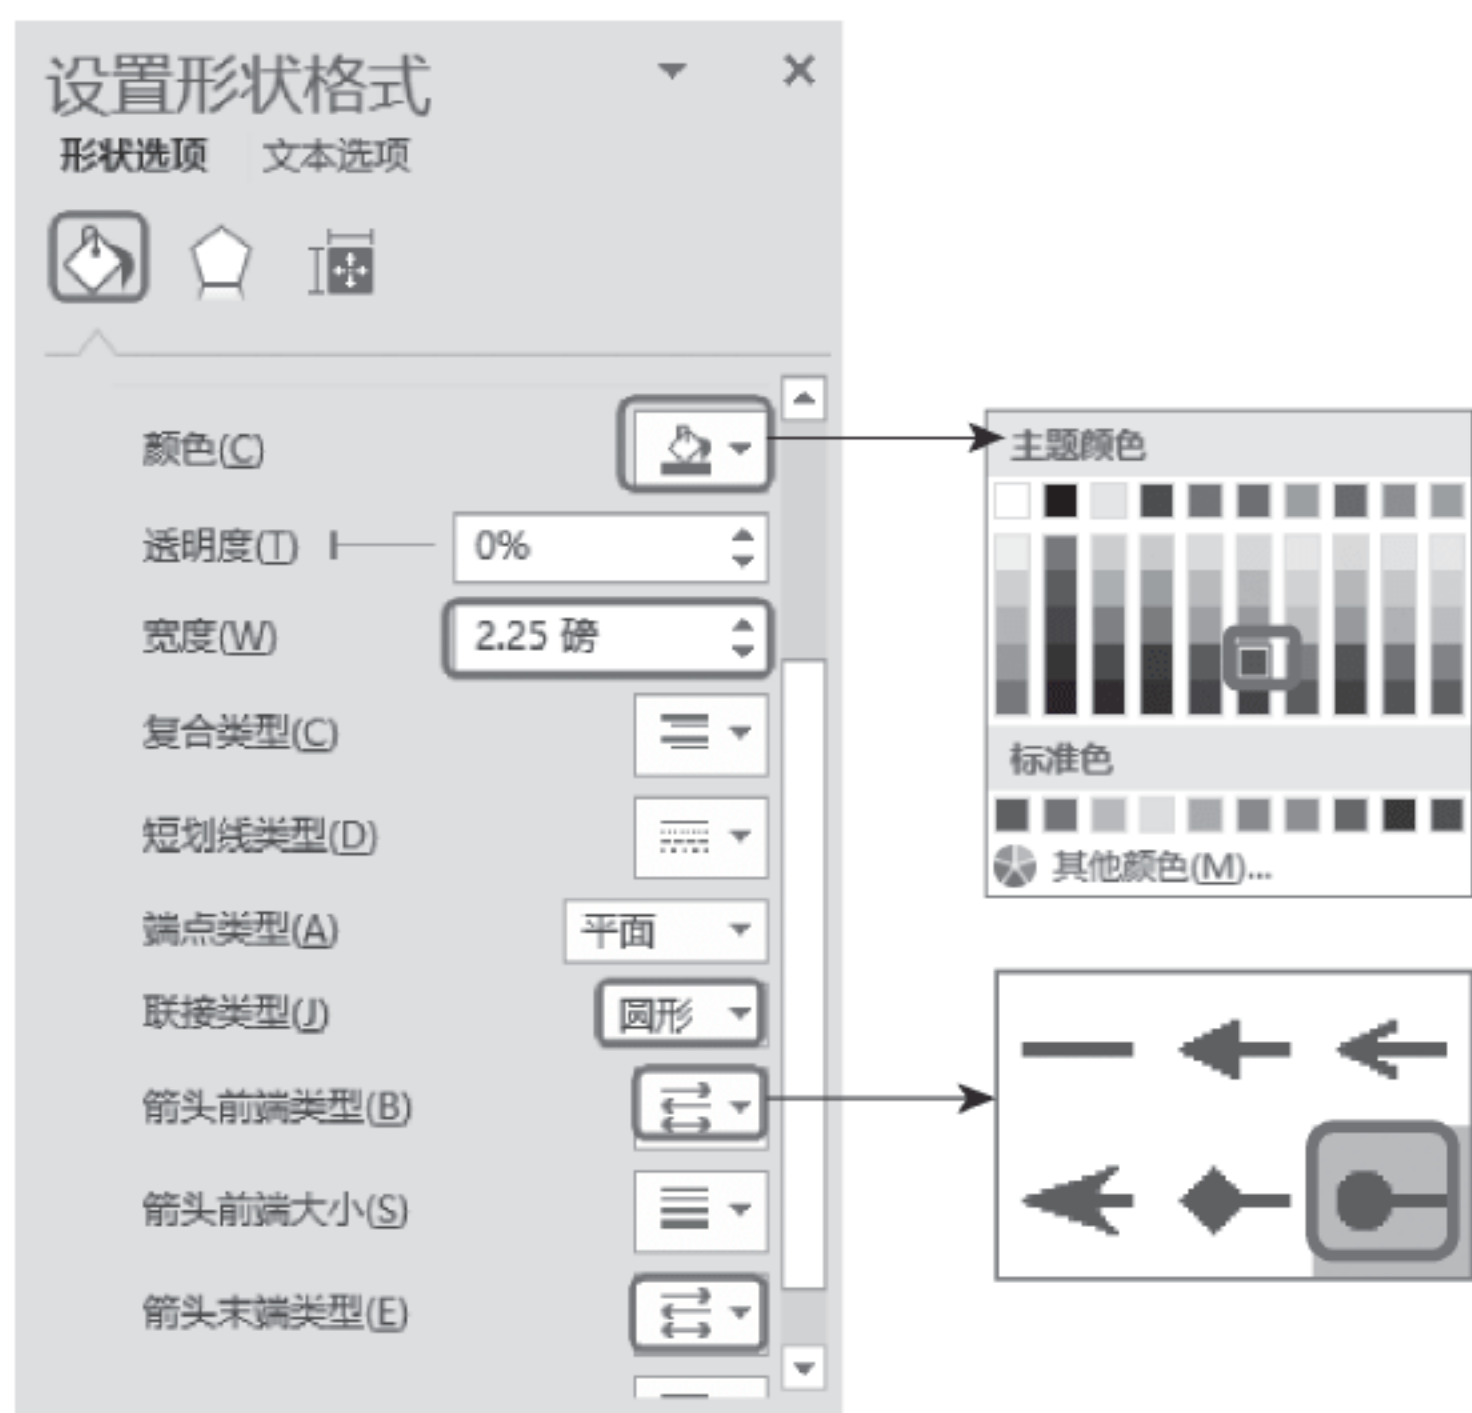 设置形状格式
形状选项 文本选项
颜色(C)
透明度(T) 0%
宽度(W) 2.25 磅
复合类型(C)
短划线类型(D)
端点类型(A) 平面
联接类型(J) 圆形
箭头前端类型(B)
箭头前端大小(S)
箭头末端类型(E)
主题颜色
标准色
其他颜色(M)...